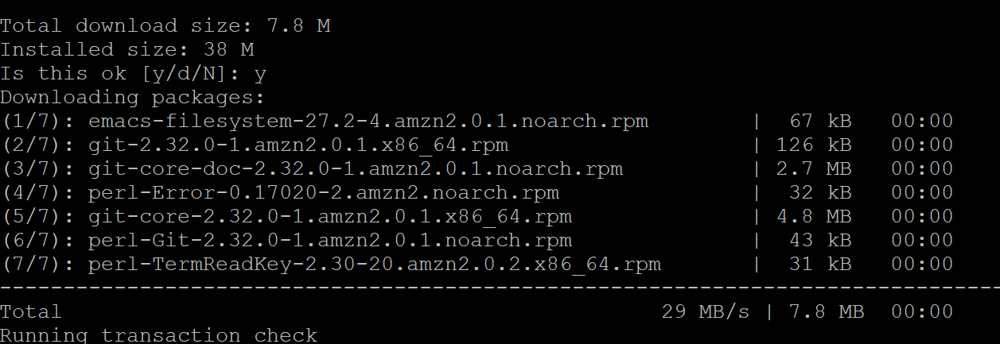 Total download size: 7.8 M
Installed size: 38 M
Is this ok [y/d/N]: y
Downloading packages:
(1/7): emacs-filesystem-27.2-4.amzn2.0.1.noarch.rpm | 67 kB 00:00
(2/7): git-2.32.0-1.amzn2.0.1.x86_64.rpm | 126 kB 00:00
(3/7): git-core-doc-2.32.0-1.amzn2.0.1.noarch.rpm | 2.7 MB 00:00
(4/7): perl-Error-0.17020-2.amzn2.noarch.rpm | 32 kB 00:00
(5/7): git-core-2.32.0-1.amzn2.0.1.x86_64.rpm | 4.8 MB 00:00
(6/7): perl-Git-2.32.0-1.amzn2.0.1.noarch.rpm | 43 kB 00:00
(7/7): perl-TermReadKey-2.30-20.amzn2.0.2.x86_64.rpm | 31 kB 00:00
-------------------------------------------------------------------------------
Total 29 MB/s | 7.8 MB 00:00
Running transaction check